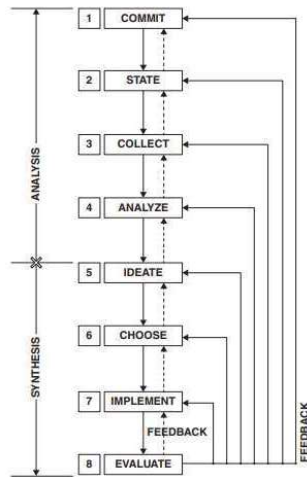 1 COMMIT
2 STATE
3 COLLECT
4 ANALYZE
5 IDEATE
6 CHOOSE
7 IMPLEMENT
FEEDBACK
8 EVALUATE
ANALYSIS
SYNTHESIS
FEEDBACK